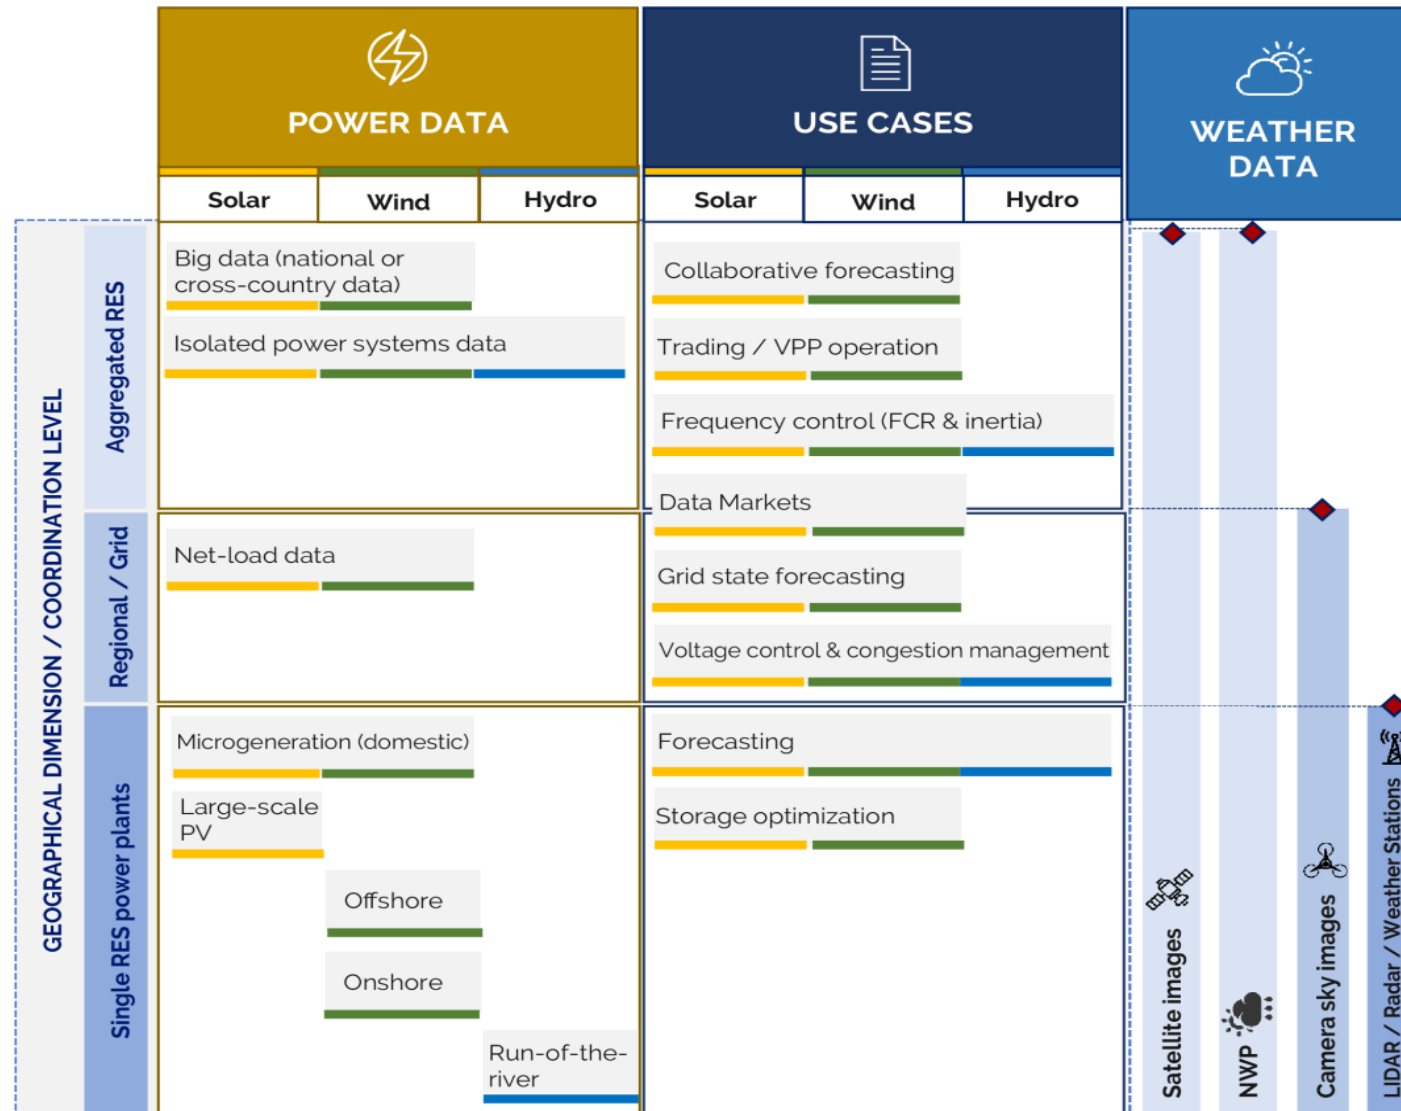 POWER DATA
USE CASES
WEATHER
DATA
Solar
Wind
Hydro
Solar
Wind
Hydro
GEOGRAPHICAL DIMENSION / COORDINATION LEVEL
Aggregated RES
Big data (national or
cross-country data)
Isolated power systems data
Collaborative forecasting
Trading / VPP operation
Frequency control (FCR & inertia)
Data Markets
Regional / Grid
Net-load data
Grid state forecasting
Voltage control & congestion management
Single RES power plants
Microgeneration (domestic)
Large-scale
PV
Offshore
Onshore
Run-of-the-
river
Forecasting
Storage optimization
Satellite images
NWP
Camera sky images
LIDAR / Radar / Weather Stations